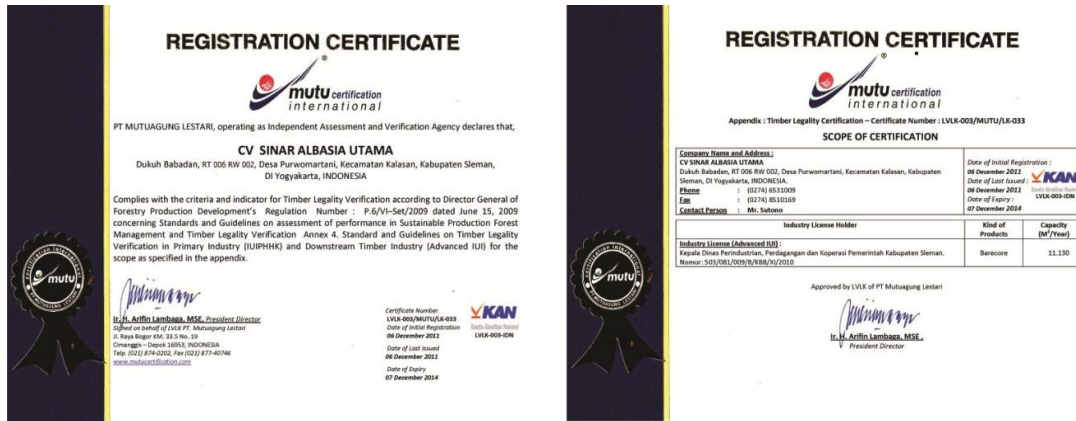 REGISTRATION CERTIFICATE
®
mutu certification
international
PT MUTUAGUNG LESTARI, operating as Independent Assessment and Verification Agency declares that,
CV SINAR ALBASIA UTAMA
Dukuh Babadan, RT 006 RW 002, Desa Purwomartani, Kecamatan Kalasan, Kabupaten Sleman,
DI Yogyakarta, INDONESIA
Complies with the criteria and indicator for Timber Legality Verification according to Director General of
Forestry Production Development's Regulation Number : P.6/VI-Set/2009 dated June 15, 2009
concerning Standards and Guidelines on assessment of performance in Sustainable Production Forest
Management and Timber Legality Verification Annex 4. Standard and Guidelines on Timber Legality
Verification in Primary Industry (IUIPHHK) and Downstream Timber Industry (Advanced IUI) for the
scope as specified in the appendix.
mutu
Ir. H. Arifin Lambaga, MSE, President Director
Signed on behalf of LVLK PT. Mutuagung Lestari
Jl. Raya Bogor KM. 33.5 No. 19
Cimanggis – Depok 16953, INDONESIA
Telp. (021) 874-0202, Fax (021) 877-40746
www.mutucertification.com
Certificate Number
LVLK-003/MUTU/LK-033
Date of Initial Registration
06 December 2011
Date of Last Issued
06 December 2011
Date of Expiry
07 December 2014
KAN
Komite Akreditasi Nasional
LVLK-003-IDN
REGISTRATION CERTIFICATE
®
mutu certification
international
Appendix : Timber Legality Certification – Certificate Number : LVLK-003/MUTU/LK-033
SCOPE OF CERTIFICATION
Company Name and Address :
CV SINAR ALBASIA UTAMA
Dukuh Babadan, RT 006 RW 002, Desa Purwomartani, Kecamatan Kalasan, Kabupaten
Sleman, DI Yogyakarta, INDONESIA.
Phone : (0274) 6531009
Fax : (0274) 8510169
Contact Person : Mr. Sutono
Date of Initial Registration :
06 December 2011
Date of Last Issued :
06 December 2011
Date of Expiry :
07 December 2014
KAN
Komite Akreditasi Nasional
LVLK-003-IDN
Industry License Holder Kind of Products Capacity (M³/Year)
Industry License (Advanced IUI) :
Kepala Dinas Perindustrian, Perdagangan dan Koperasi Pemerintah Kabupaten Sleman.
Nomor: 503/081/009/B/KBB/XI/2010
Barecore 11.130
mutu
Approved by LVLK of PT Mutuagung Lestari
Ir. H. Arifin Lambaga, MSE .
President Director